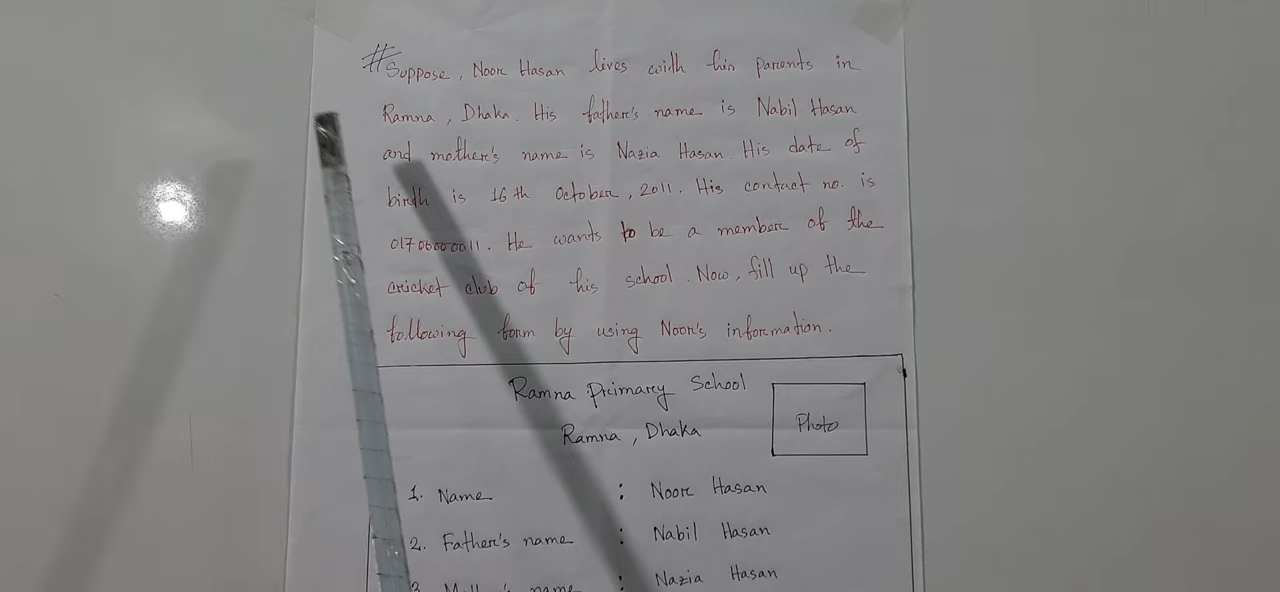 # Suppose, Noor Hasan lives with his parents in
Ramna, Dhaka. His father's name is Nabil Hasan
and mother's name is Nazia Hasan. His date of
birth is 16th October, 2011. His contact no. is
01700000011. He wants to be a member of the
cricket club of his school. Now, fill up the
following form by using Noor's information.
Ramna Primary School
Ramna, Dhaka
Photo
1. Name : Noor Hasan
2. Father's name : Nabil Hasan
3. Mother's name : Nazia Hasan